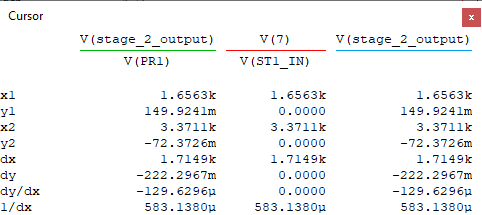 Cursor x
V(stage_2_output) V(7) V(stage_2_output)
V(PR1) V(ST1_IN)
x1 1.6563k 1.6563k 1.6563k
y1 149.9241m 0.0000 149.9241m
x2 3.3711k 3.3711k 3.3711k
y2 -72.3726m 0.0000 -72.3726m
dx 1.7149k 1.7149k 1.7149k
dy -222.2967m 0.0000 -222.2967m
dy/dx -129.6296µ 0.0000 -129.6296µ
1/dx 583.1380µ 583.1380µ 583.1380µ